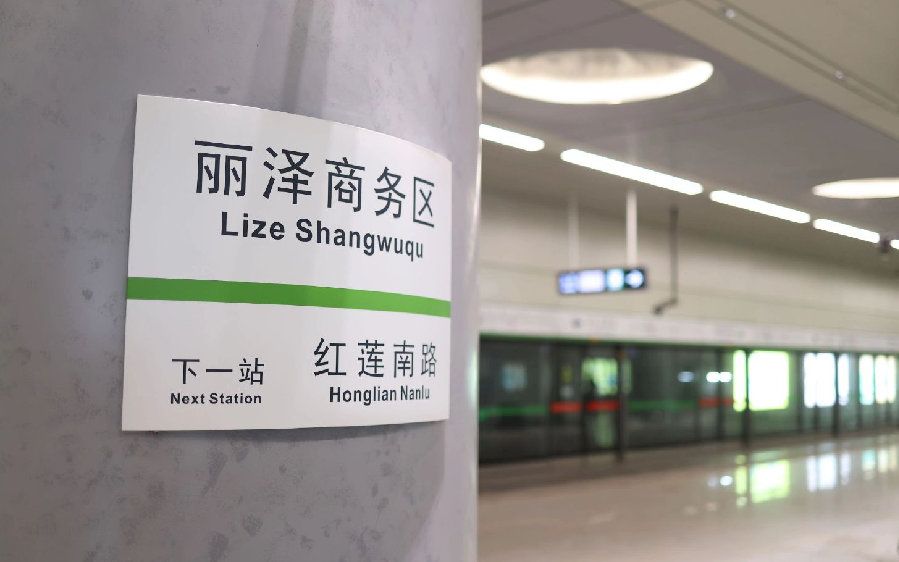 丽泽商务区
Lize Shangwuqu
下一站
Next Station
红莲南路
Honglian Nanlu